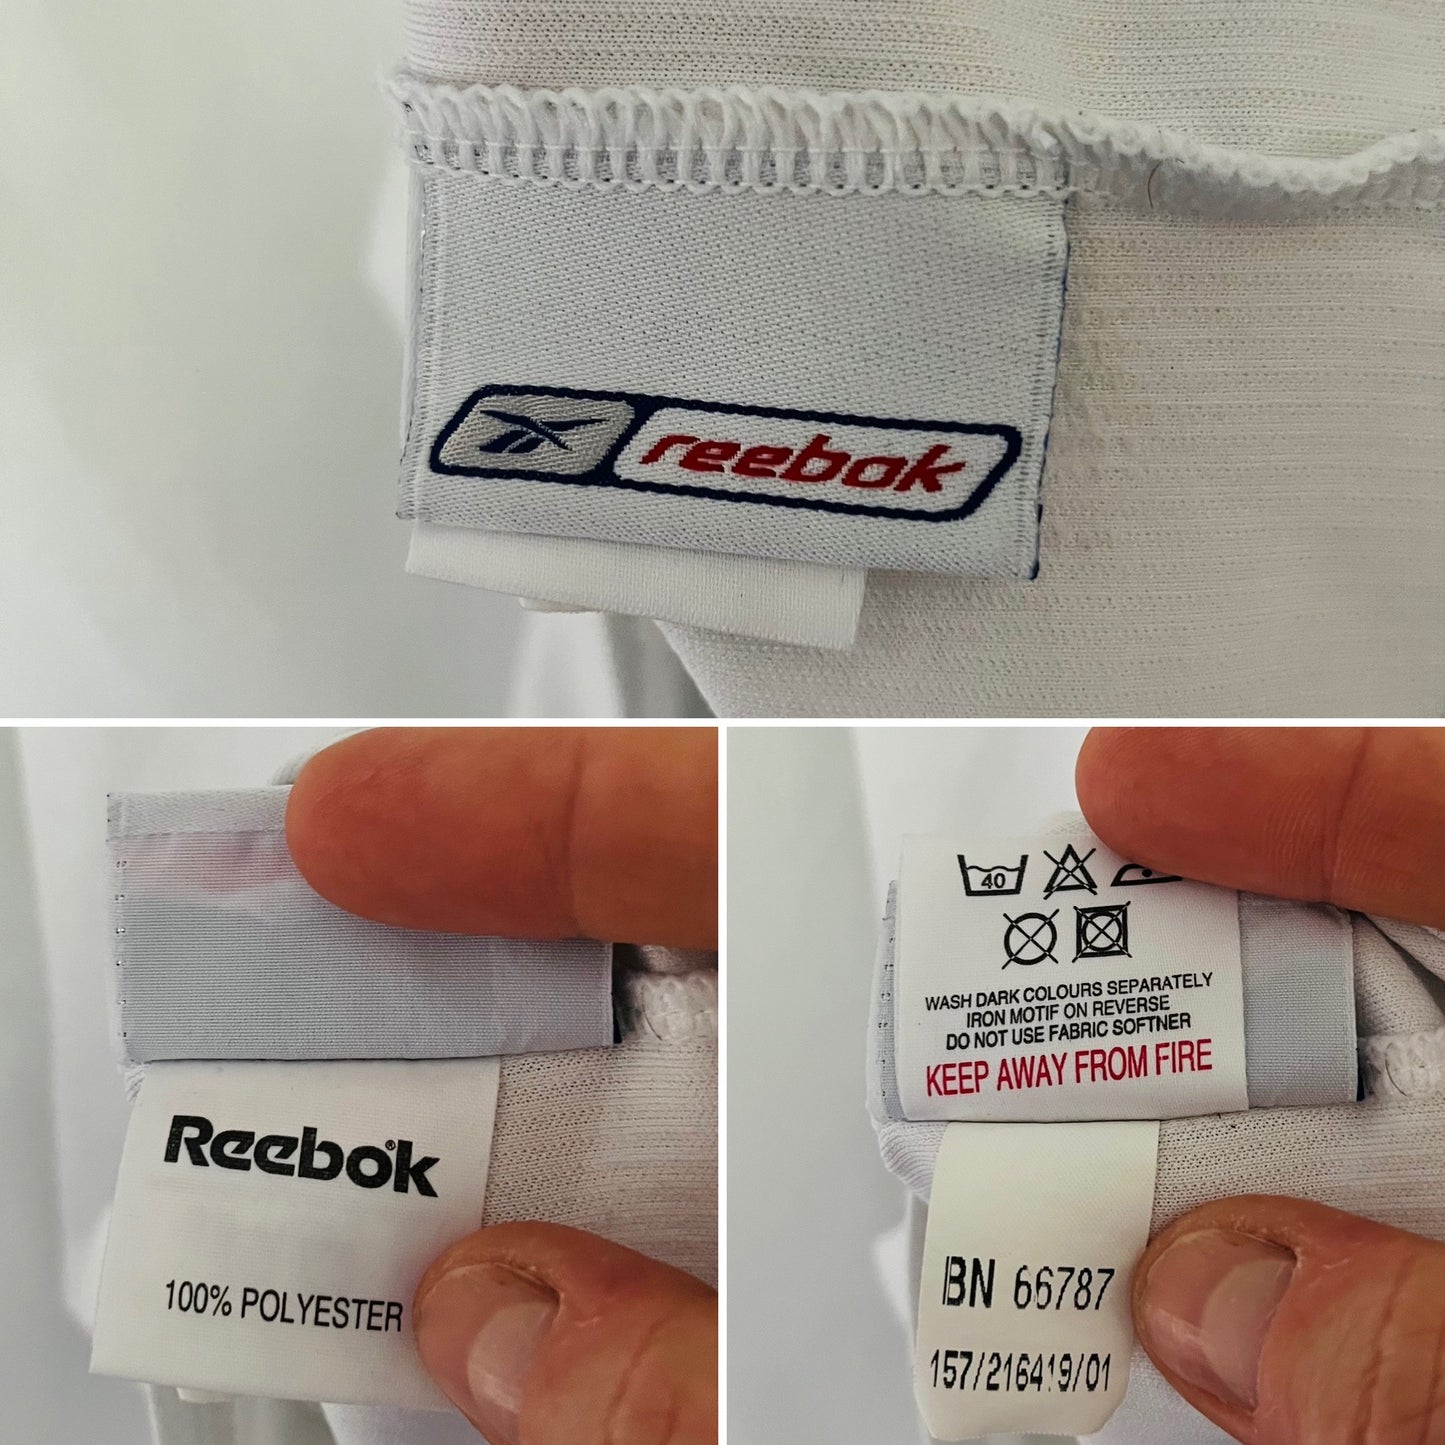 reebok
Reebok®
100% POLYESTER
40
WASH DARK COLOURS SEPARATELY
IRON MOTIF ON REVERSE
DO NOT USE FABRIC SOFTNER
KEEP AWAY FROM FIRE
BN 66787
157/216419/01